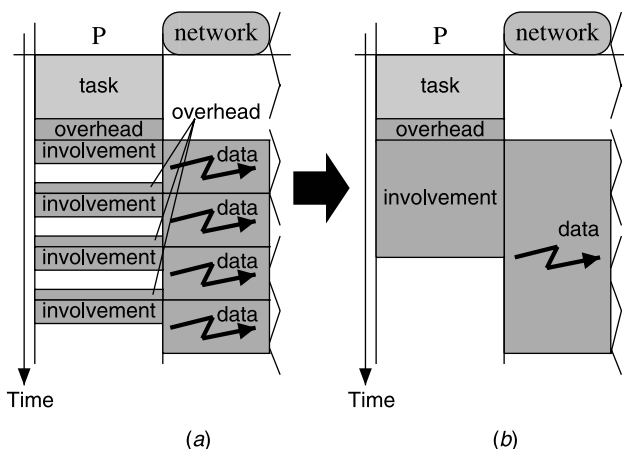 P
network
task
overhead
overhead
involvement
data
involvement
data
involvement
data
involvement
data
Time
(a)
P
network
task
overhead
involvement
data
Time
(b)